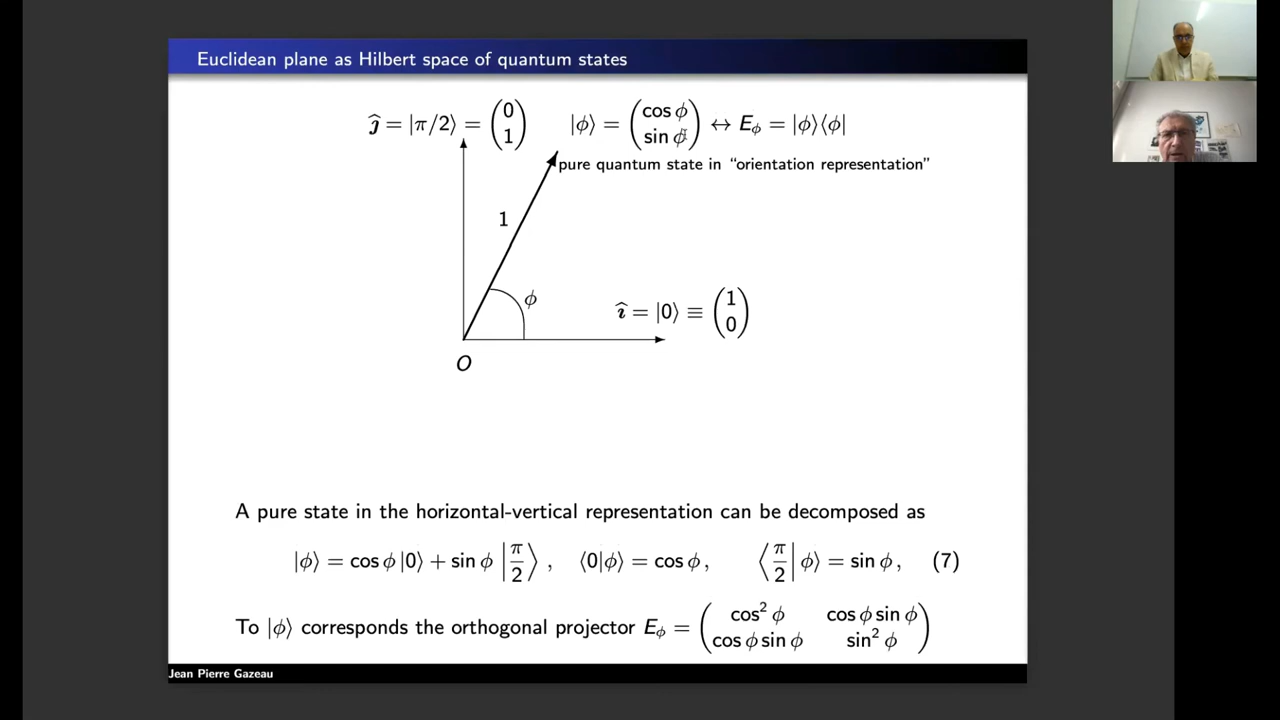 Euclidean plane as Hilbert space of quantum states
ĵ = |π/2⟩ = (0 1) |ϕ⟩ = (cos ϕ sin ϕ) ↔ E_ϕ = |ϕ⟩⟨ϕ|
pure quantum state in “orientation representation”
1
ϕ
î = |0⟩ ≡ (1 0)
O
A pure state in the horizontal-vertical representation can be decomposed as
|ϕ⟩ = cos ϕ |0⟩ + sin ϕ |π/2⟩ , ⟨0|ϕ⟩ = cos ϕ , ⟨π/2|ϕ⟩ = sin ϕ , (7)
To |ϕ⟩ corresponds the orthogonal projector E_ϕ = (cos² ϕ cos ϕ sin ϕ
cos ϕ sin ϕ sin² ϕ)
Jean Pierre Gazeau